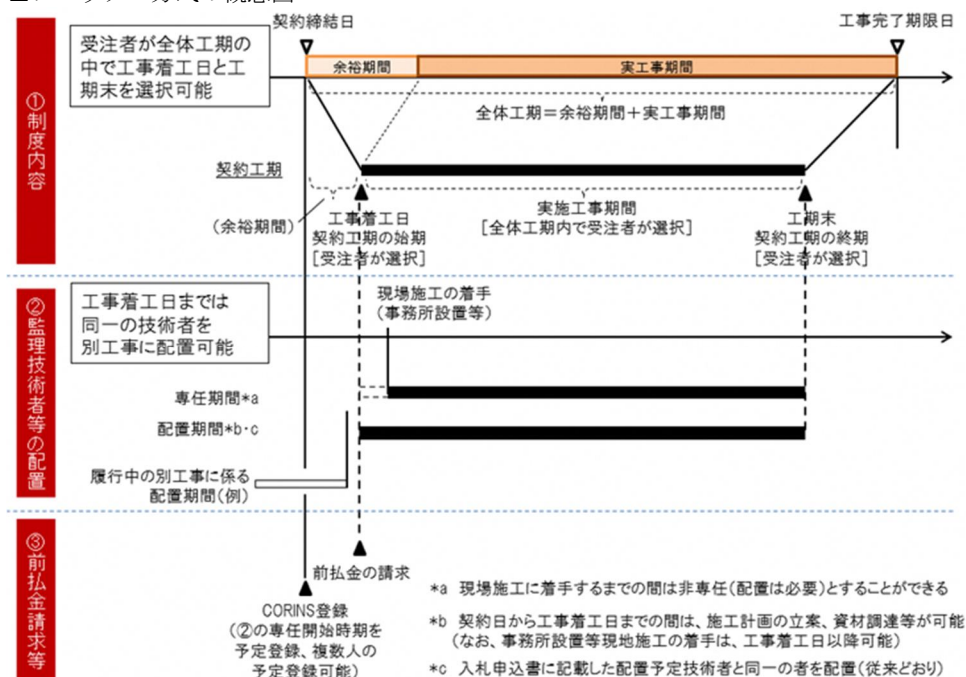 契約締結日
工事完了期限日
受注者が全体工期の
中で工事着工日と工
期末を選択可能
余裕期間
実工事期間
全体工期＝余裕期間＋実工事期間
①制度内容
契約工期
(余裕期間)
工事着工日
契約工期の始期
[受注者が選択]
実施工事期間
[全体工期内で受注者が選択]
工期末
契約工期の終期
[受注者が選択]
②監理技術者等の配置
工事着工日までは
同一の技術者を
別工事に配置可能
現場施工の着手
(事務所設置等)
専任期間*a
配置期間*b・c
履行中の別工事に係る
配置期間(例)
③前払金請求等
前払金の請求
CORINS登録
(②の専任開始時期を
予定登録、複数人の
予定登録可能)
*a 現場施工に着手するまでの間は非専任(配置は必要)とすることができる
*b 契約日から工事着工日までの間は、施工計画の立案、資材調達等が可能
(なお、事務所設置等現地施工の着手は、工事着工日以降可能)
*c 入札申込書に記載した配置予定技術者と同一の者を配置(従来どおり)